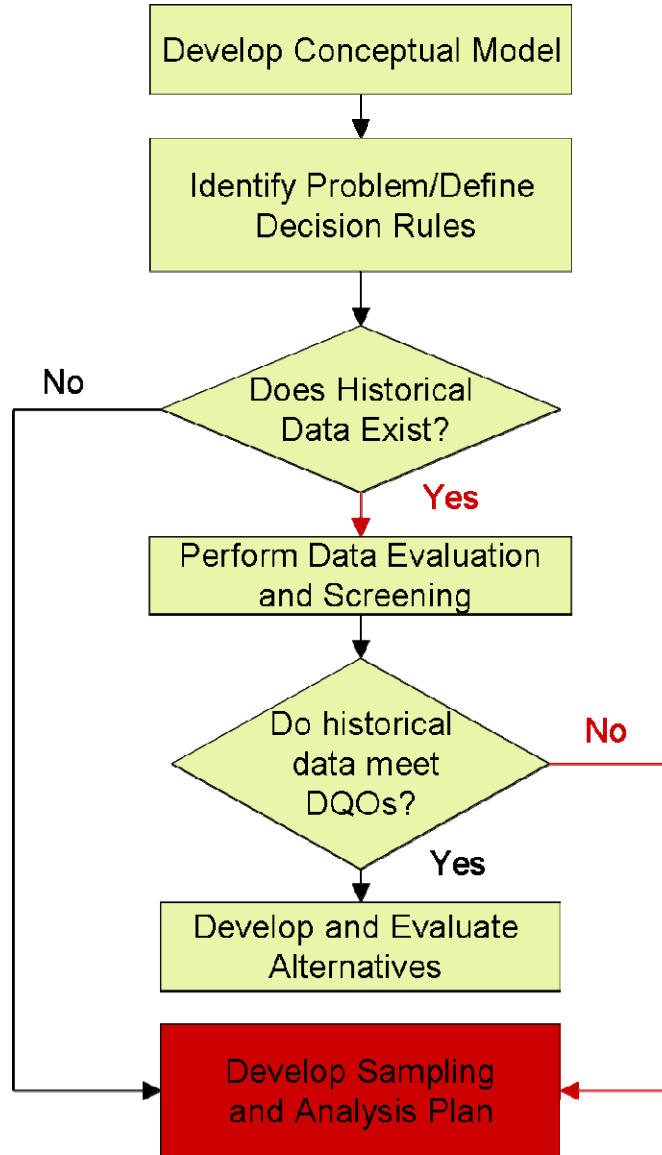 Develop Conceptual Model
Identify Problem/Define
Decision Rules
No
Does Historical
Data Exist?
Yes
Perform Data Evaluation
and Screening
Do historical
data meet
DQOs?
No
Yes
Develop and Evaluate
Alternatives
Develop Sampling
and Analysis Plan